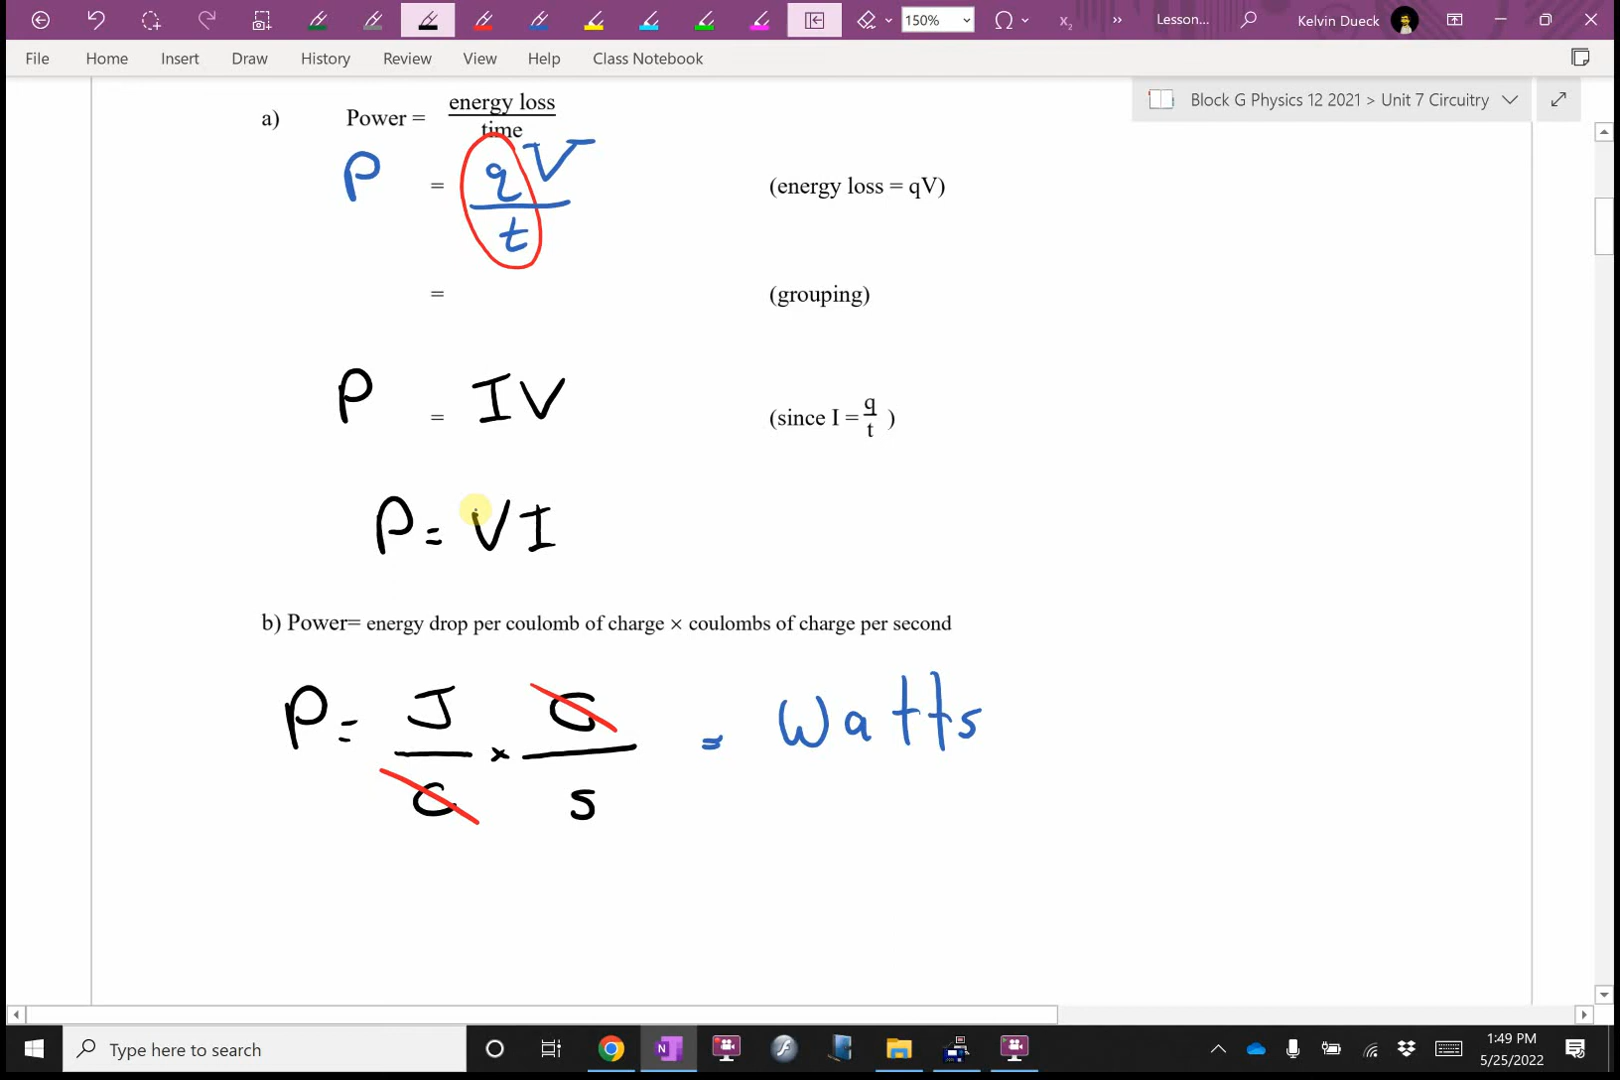 150%
Ω
x₂
»
Lesson...
Kelvin Dueck
File Home Insert Draw History Review View Help Class Notebook
Block G Physics 12 2021 > Unit 7 Circuitry
a) Power = energy loss
time
P = qV
t
(energy loss = qV)
= (grouping)
P = IV (since I = q
t )
P = VI
b) Power= energy drop per coulomb of charge × coulombs of charge per second
P = J × C = Watts
C s
Type here to search
1:49 PM
5/25/2022